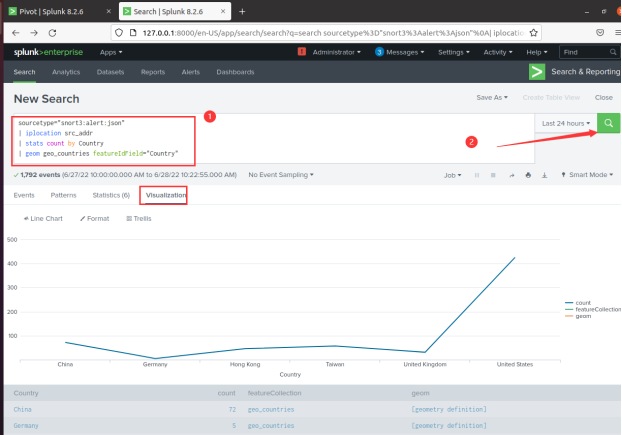 Pivot | Splunk 8.2.6 × Search | Splunk 8.2.6 × +
127.0.0.1:8000/en-US/app/search/search?q=search sourcetype%3D"snort3%3Aalert%3Ajson"%0A| iplocation
splunk>enterprise Apps ▾ ! Administrator ▾ 3 Messages ▾ Settings ▾ Activity ▾ Help ▾ Find
Search Analytics Datasets Reports Alerts Dashboards Search & Reporting
New Search Save As ▾ Create Table View Close
1
sourcetype="snort3:alert:json"
| iplocation src_addr
| stats count by Country
| geom geo_countries featureIdField="Country"
Last 24 hours ▾
2
✓ 1,792 events (6/27/22 10:00:00.000 AM to 6/28/22 10:22:55.000 AM) No Event Sampling ▾ Job ▾ Smart Mode ▾
Events Patterns Statistics (6) Visualization
Line Chart Format Trellis
500
400
300
200
100
China Germany Hong Kong Taiwan United Kingdom United States
Country
count
featureCollection
geom
Country count featureCollection geom
China 72 geo_countries [geometry definition]
Germany 5 geo_countries [geometry definition]